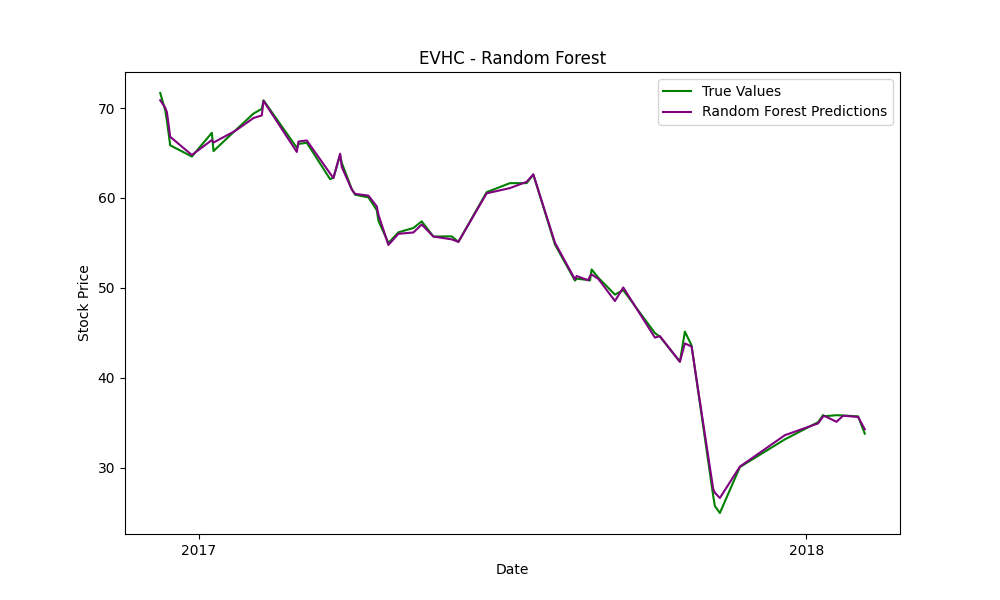 EVHC - Random Forest
True Values
Random Forest Predictions
70
60
50
40
30
Stock Price
2017
2018
Date